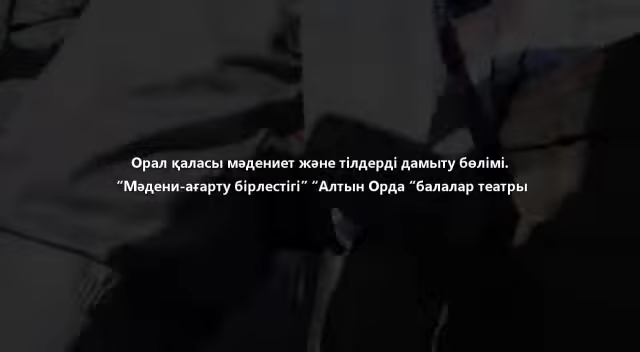 Орал қаласы мәдениет және тілдерді дамыту бөлімі.
“Мәдени-ағарту бірлестігі” “Алтын Орда “балалар театры